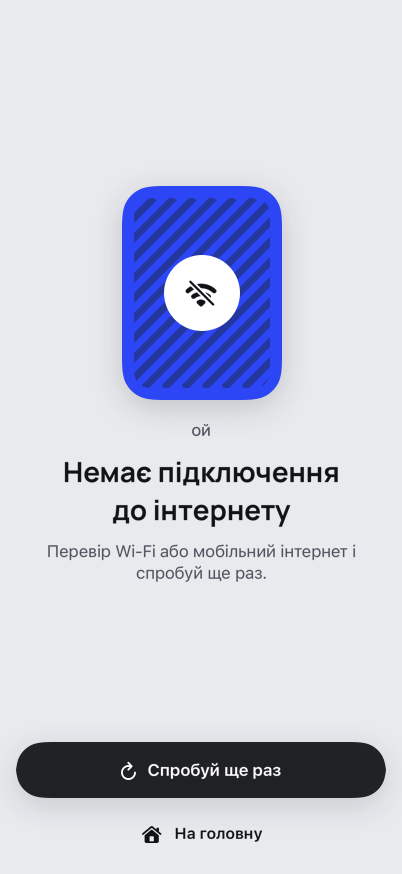 ой
Немає підключення
до інтернету
Перевір Wi-Fi або мобільний інтернет і
спробуй ще раз.
Спробуй ще раз
На головну